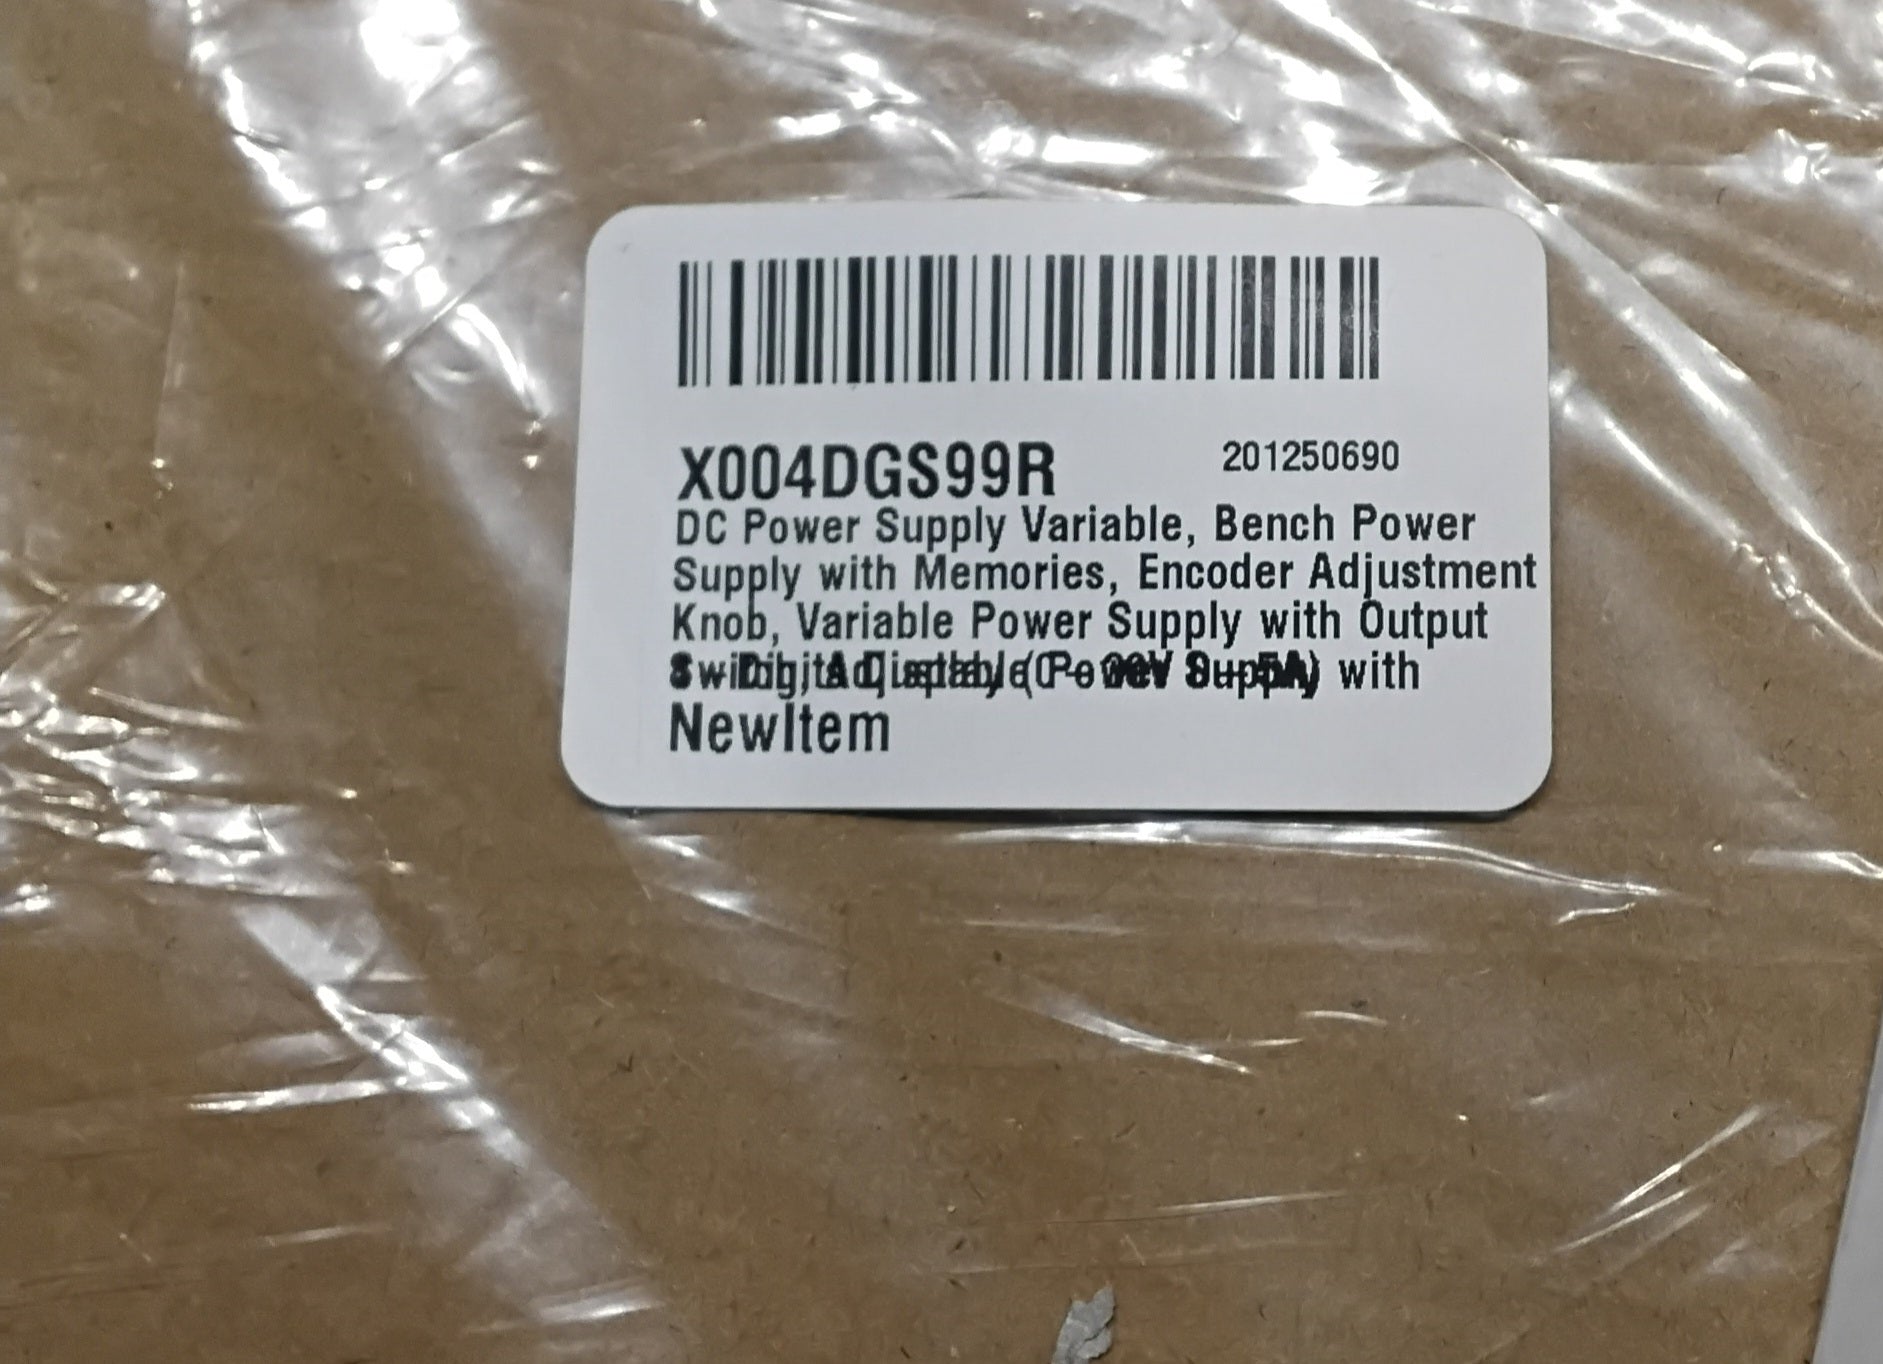 X004DGS99R 201250690
DC Power Supply Variable, Bench Power
Supply with Memories, Encoder Adjustment
Knob, Variable Power Supply with Output
with
NewItem